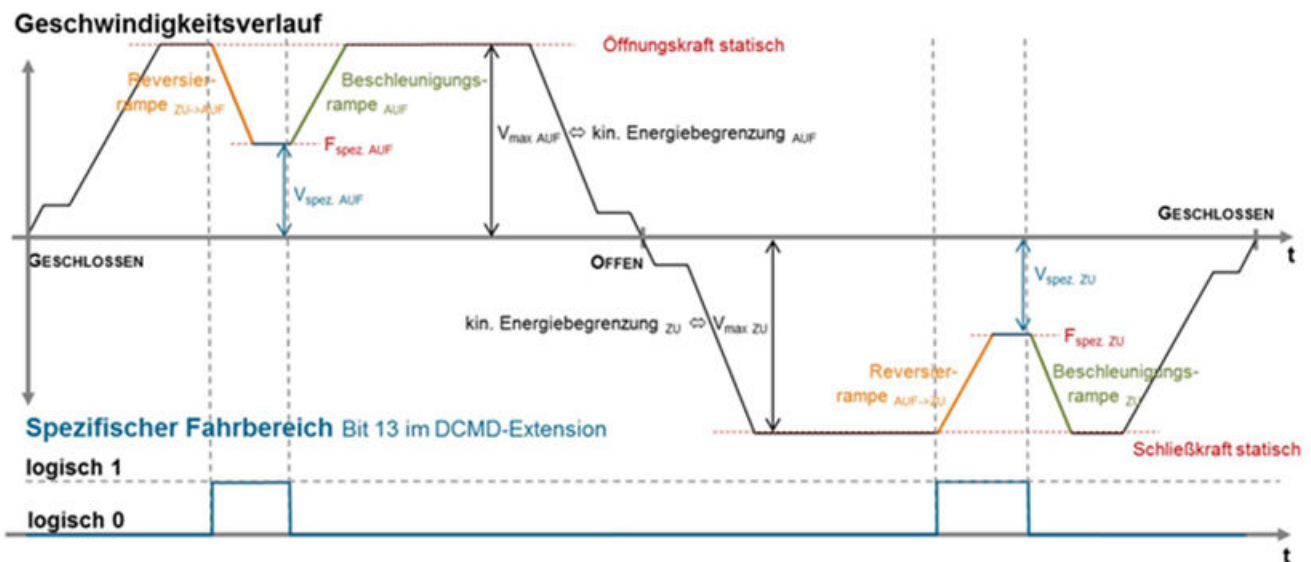 Geschwindigkeitsverlauf
Öffnungskraft statisch
Reversier-
rampe ZU->AUF
Beschleunigungs-
rampe AUF
Vmax AUF ⇔ kin. Energiebegrenzung AUF
Fspez. AUF
Vspez. AUF
GESCHLOSSEN
GESCHLOSSEN
OFFEN
t
Vspez. ZU
kin. Energiebegrenzung ZU ⇔ Vmax ZU
Fspez. ZU
Reversier-
rampe AUF->ZU
Beschleunigungs-
rampe ZU
Spezifischer Fahrbereich Bit 13 im DCMD-Extension
Schließkraft statisch
logisch 1
logisch 0
t